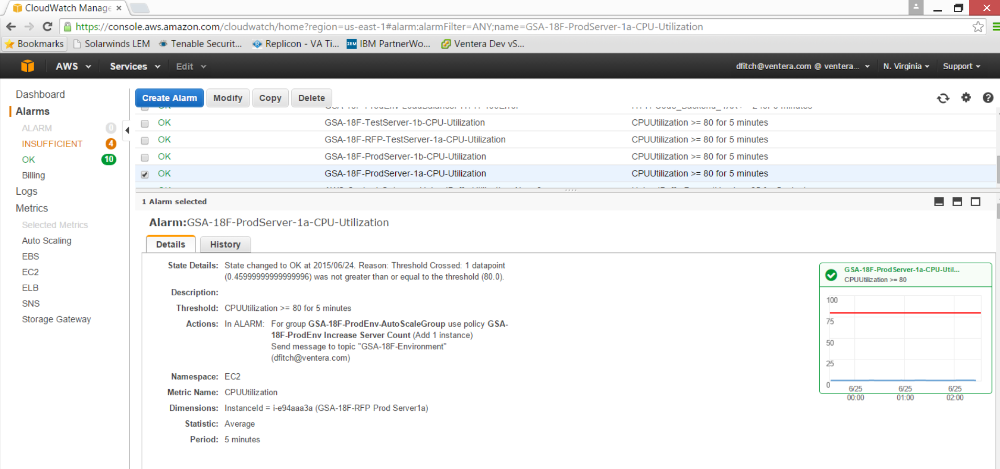 CloudWatch Manage
https://console.aws.amazon.com/cloudwatch/home?region=us-east-1#alarm:alarmFilter=ANY;name=GSA-18F-ProdServer-1a-CPU-Utilization
Bookmarks Solarwinds LEM Tenable Securit... Replicon - VA Ti... IBM IBM PartnerWo... Ventera Dev vS...
AWS Services Edit dfitch@ventera.com @ ventera... N. Virginia Support
Dashboard
Alarms
ALARM 0
INSUFFICIENT 4
OK 10
Billing
Logs
Metrics
Selected Metrics
Auto Scaling
EBS
EC2
ELB
SNS
Storage Gateway
Create Alarm Modify Copy Delete
OK GSA-18F-TestServer-1b-CPU-Utilization CPUUtilization >= 80 for 5 minutes
OK GSA-18F-RFP-TestServer-1a-CPU-Utilization CPUUtilization >= 80 for 5 minutes
OK GSA-18F-ProdServer-1b-CPU-Utilization CPUUtilization >= 80 for 5 minutes
OK GSA-18F-ProdServer-1a-CPU-Utilization CPUUtilization >= 80 for 5 minutes
1 Alarm selected
Alarm:GSA-18F-ProdServer-1a-CPU-Utilization
Details History
State Details: State changed to OK at 2015/06/24. Reason: Threshold Crossed: 1 datapoint
(0.45999999999999996) was not greater than or equal to the threshold (80.0).
Description:
Threshold: CPUUtilization >= 80 for 5 minutes
Actions: In ALARM: For group GSA-18F-ProdEnv-AutoScaleGroup use policy GSA-
18F-ProdEnv Increase Server Count (Add 1 instance)
Send message to topic "GSA-18F-Environment"
(dfitch@ventera.com)
Namespace: EC2
Metric Name: CPUUtilization
Dimensions: InstanceId = i-e94aaa3a (GSA-18F-RFP Prod Server1a)
Statistic: Average
Period: 5 minutes
GSA-18F-ProdServer-1a-CPU-Util...
CPUUtilization >= 80
100
75
50
25
0
6/25 6/25 6/25
00:00 01:00 02:00